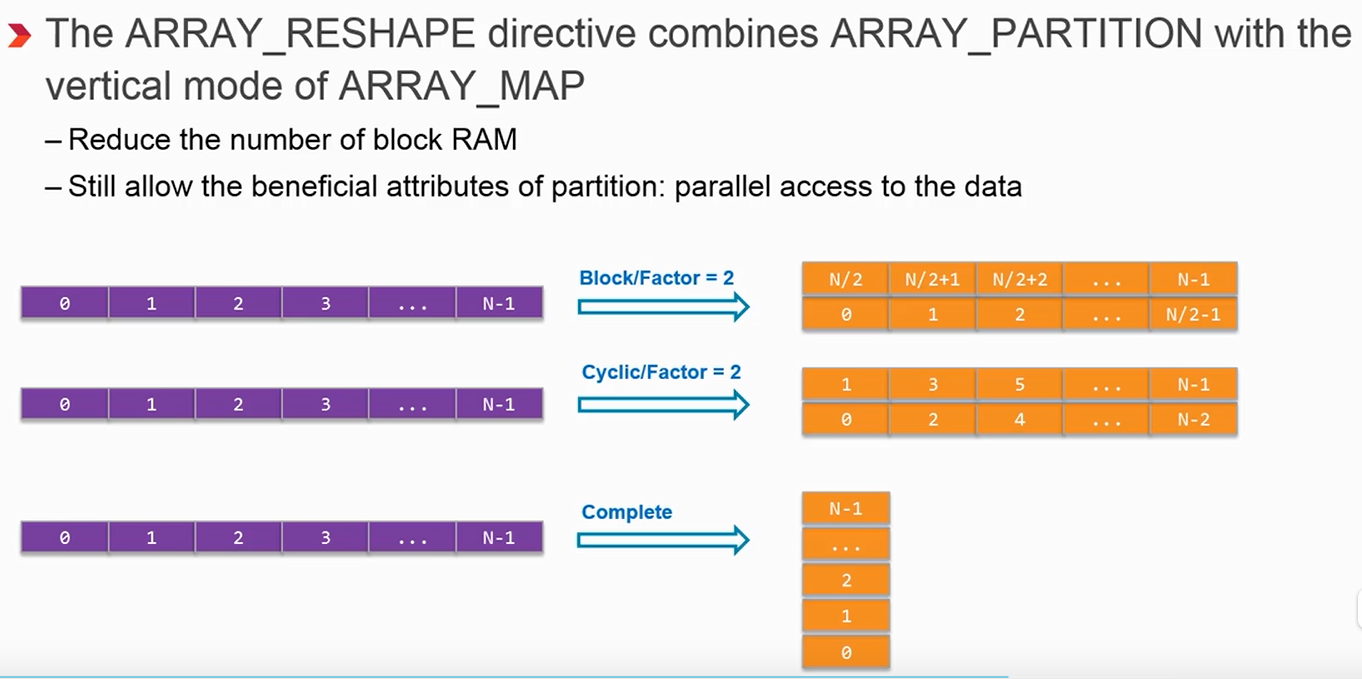 The ARRAY_RESHAPE directive combines ARRAY_PARTITION with the
vertical mode of ARRAY_MAP
– Reduce the number of block RAM
– Still allow the beneficial attributes of partition: parallel access to the data
0 1 2 3 ... N-1
Block/Factor = 2
N/2 N/2+1 N/2+2 ... N-1
0 1 2 ... N/2-1
0 1 2 3 ... N-1
Cyclic/Factor = 2
1 3 5 ... N-1
0 2 4 ... N-2
0 1 2 3 ... N-1
Complete
N-1
...
2
1
0